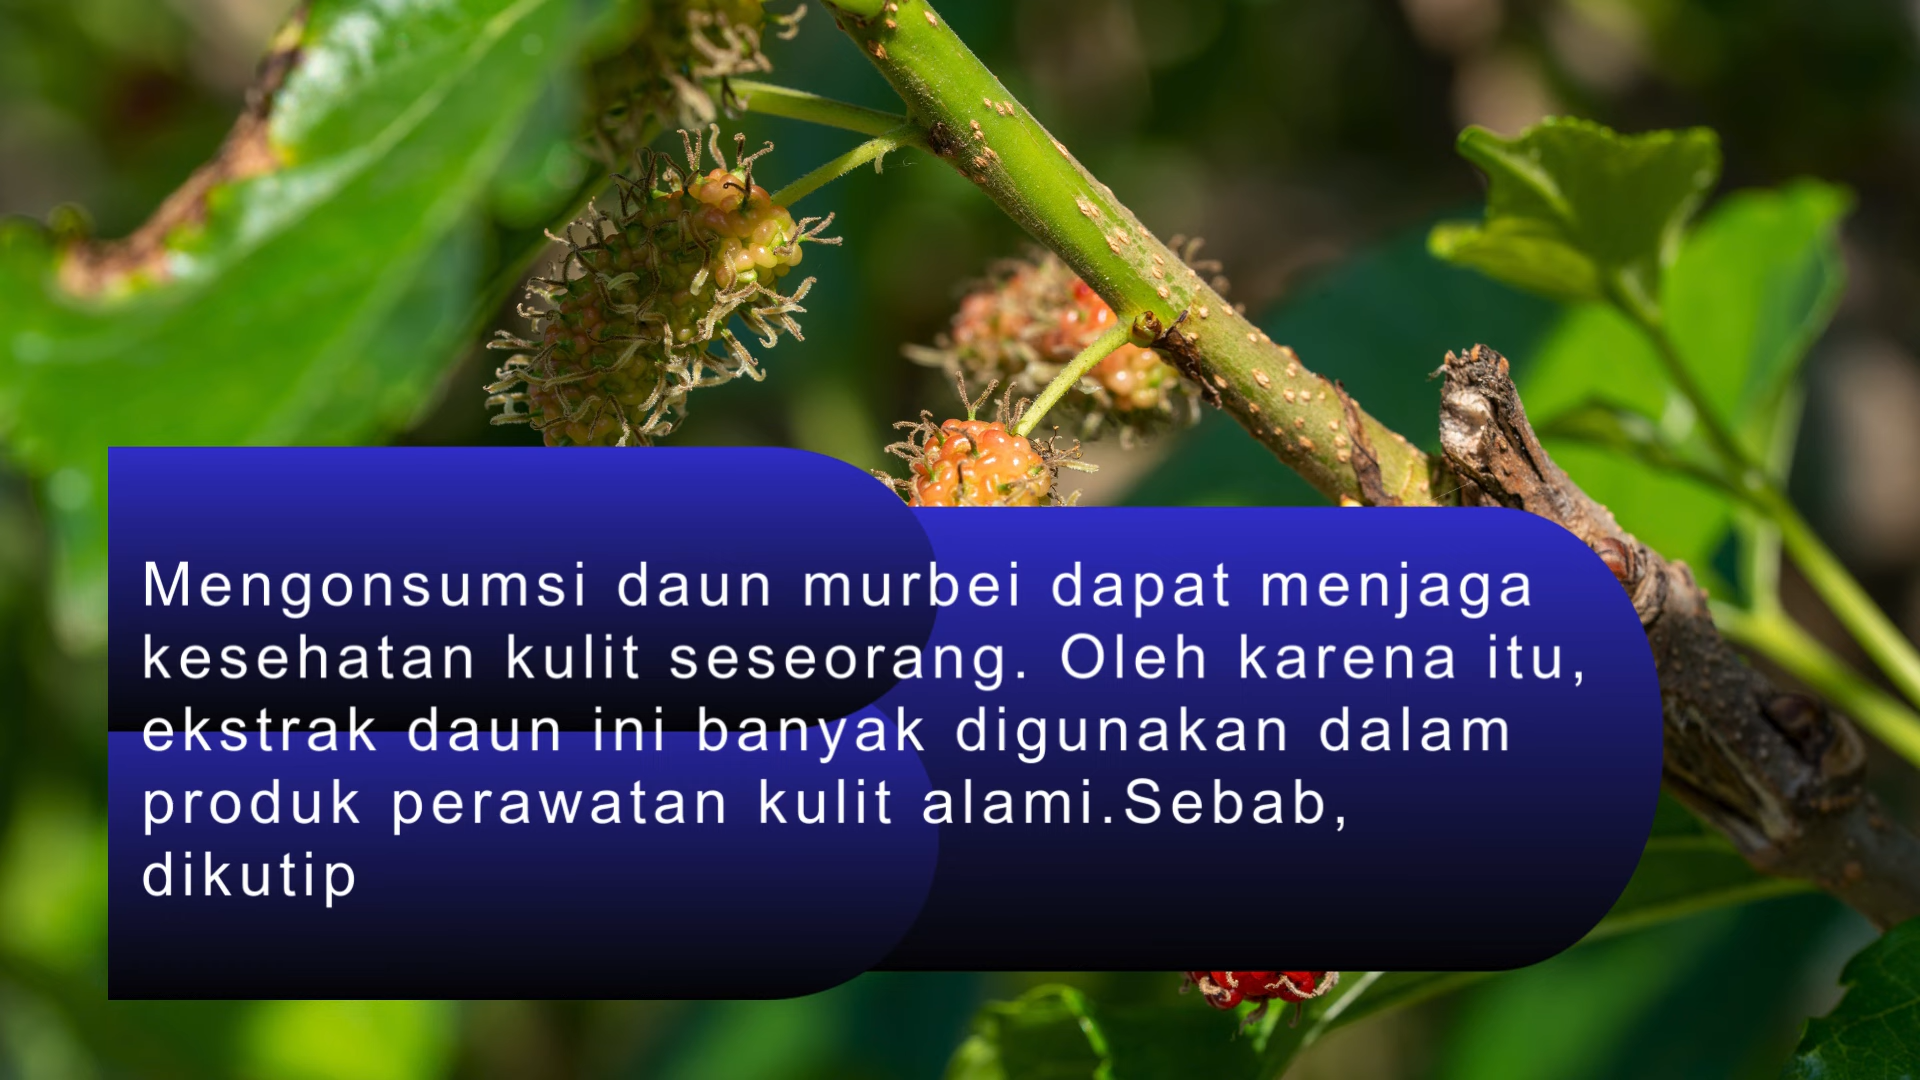 Mengonsumsi daun murbei dapat menjaga
kesehatan kulit seseorang. Oleh karena itu,
ekstrak daun ini banyak digunakan dalam
produk perawatan kulit alami.Sebab,
dikutip